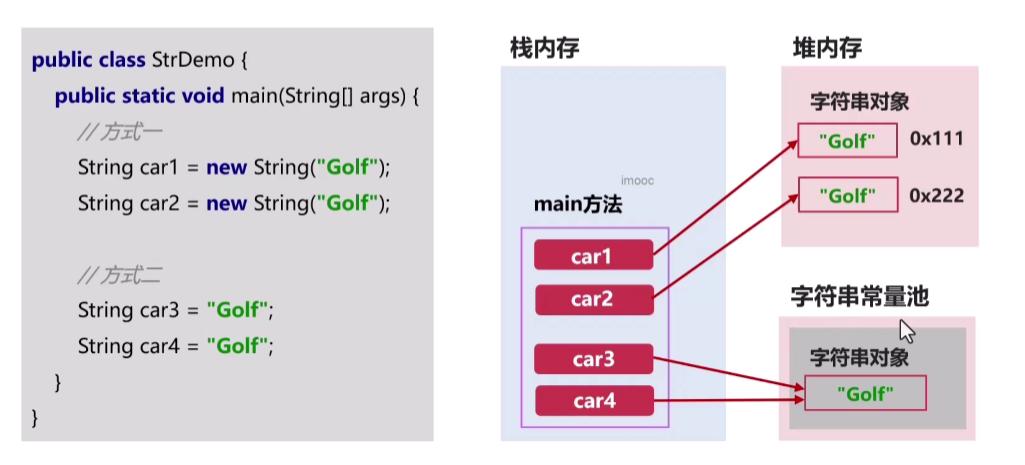 public class StrDemo {
public static void main(String[] args) {
// 方式一
String car1 = new String("Golf");
String car2 = new String("Golf");
// 方式二
String car3 = "Golf";
String car4 = "Golf";
}
}
栈内存
imooc
main方法
car1
car2
car3
car4
堆内存
字符串对象
"Golf" 0x111
"Golf" 0x222
字符串常量池
字符串对象
"Golf"